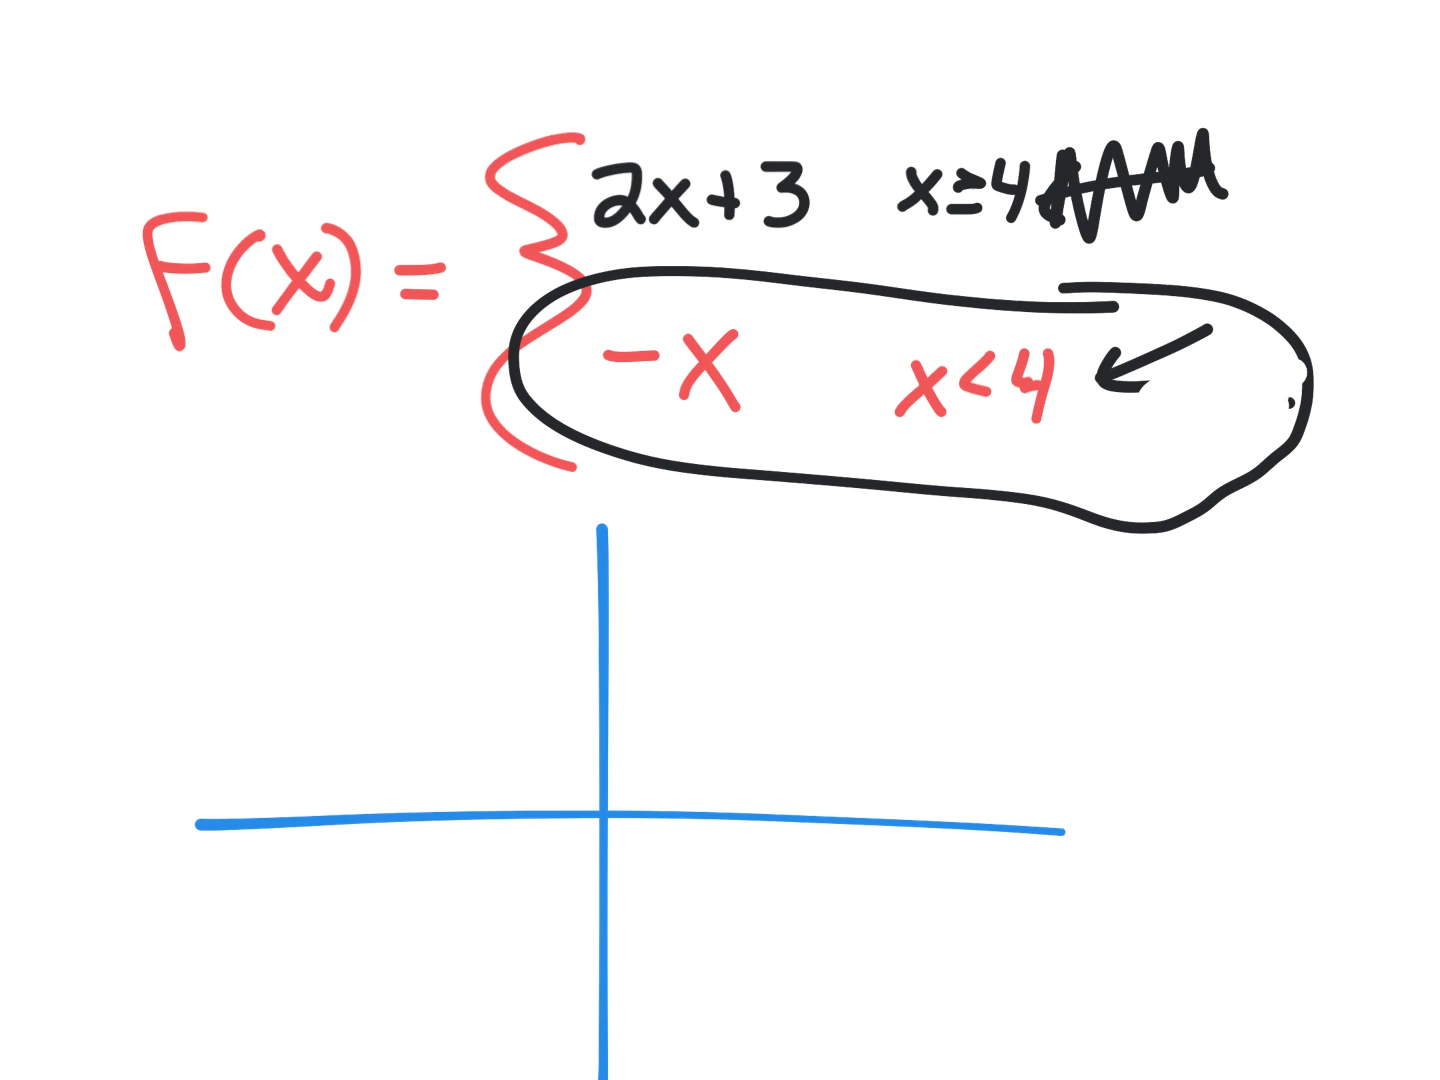 2x+3 x≥4
F(x) =
-x x<4